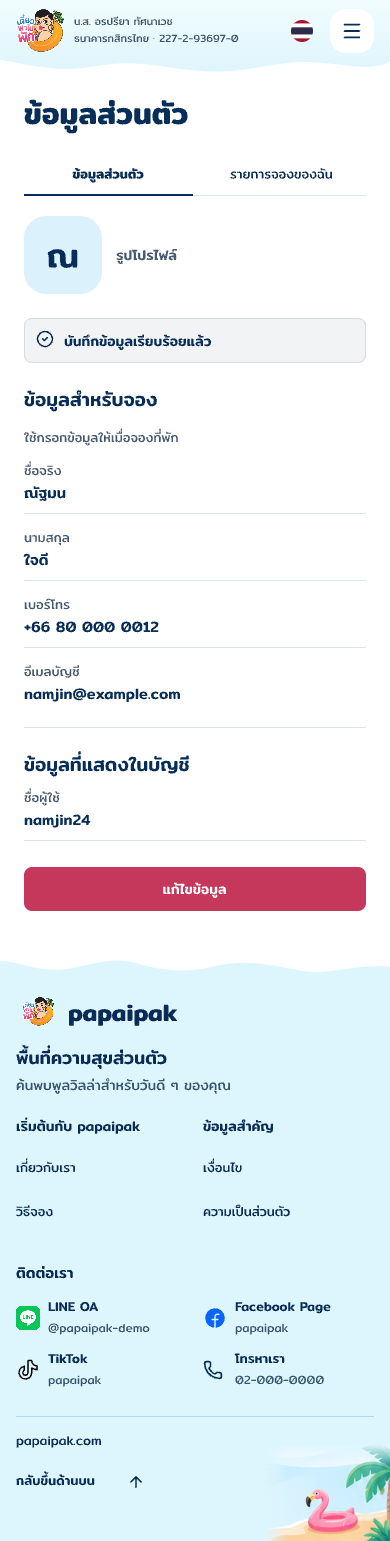 น.ส. อรปรียา ทัศนาเวช
ธนาคารกสิกรไทย · 227-2-93697-0
ข้อมูลส่วนตัว
ข้อมูลส่วนตัว
รายการจองของฉัน
ณ
รูปโปรไฟล์
บันทึกข้อมูลเรียบร้อยแล้ว
ข้อมูลสำหรับจอง
ใช้กรอกข้อมูลให้เมื่อจองที่พัก
ชื่อจริง
ณัฐมน
นามสกุล
ใจดี
เบอร์โทร
+66 80 000 0012
อีเมลบัญชี
namjin@example.com
ข้อมูลที่แสดงในบัญชี
ชื่อผู้ใช้
namjin24
แก้ไขข้อมูล
papaipak
พื้นที่ความสุขส่วนตัว
ค้นพบพูลวิลล่าสำหรับวันดี ๆ ของคุณ
เริ่มต้นกับ papaipak
ข้อมูลสำคัญ
เกี่ยวกับเรา
เงื่อนไข
วิธีจอง
ความเป็นส่วนตัว
ติดต่อเรา
LINE OA
@papaipak-demo
Facebook Page
papaipak
TikTok
papaipak
โทรหาเรา
02-000-0000
papaipak.com
กลับขึ้นด้านบน